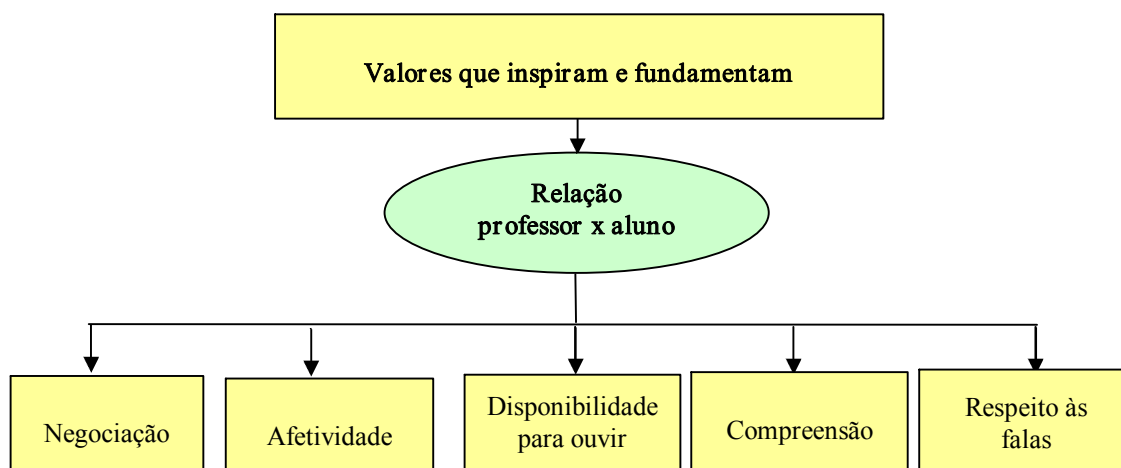 Valores que inspiram e fundamentam
Relação
professor x aluno
Negociação
Afetividade
Disponibilidade
para ouvir
Compreensão
Respeito às
falas